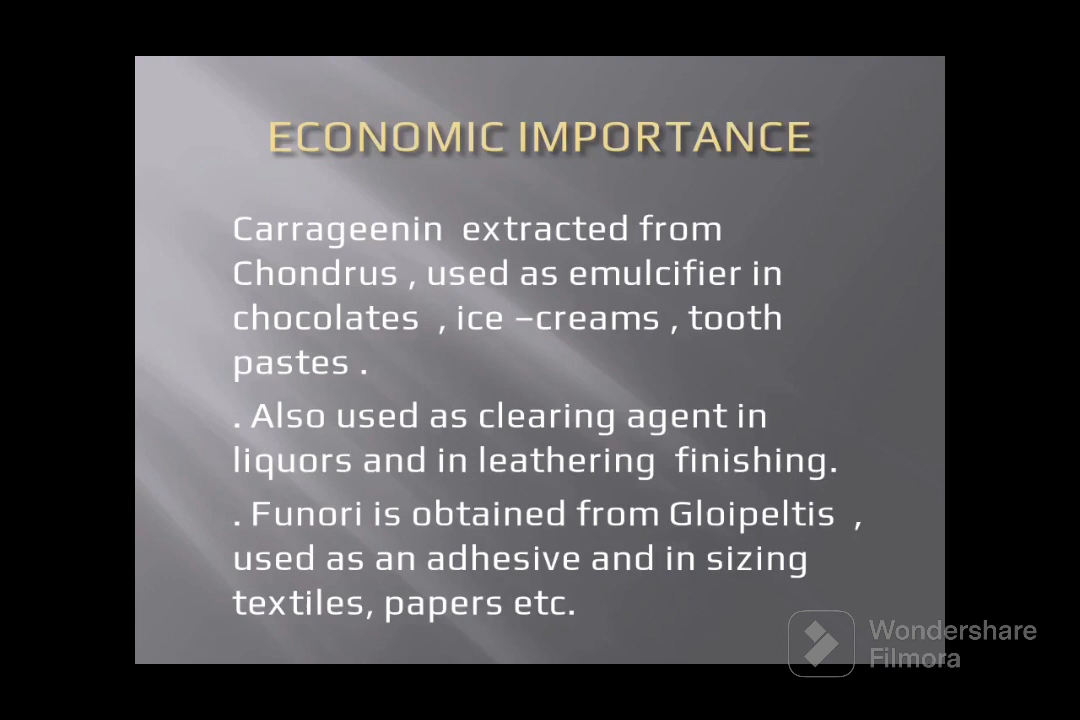 ECONOMIC IMPORTANCE
Carrageenin extracted from
Chondrus , used as emulcifier in
chocolates , ice –creams , tooth
pastes .
. Also used as clearing agent in
liquors and in leathering finishing.
. Funori is obtained from Gloipeltis ,
used as an adhesive and in sizing
textiles, papers etc.
Wondershare
Filmora